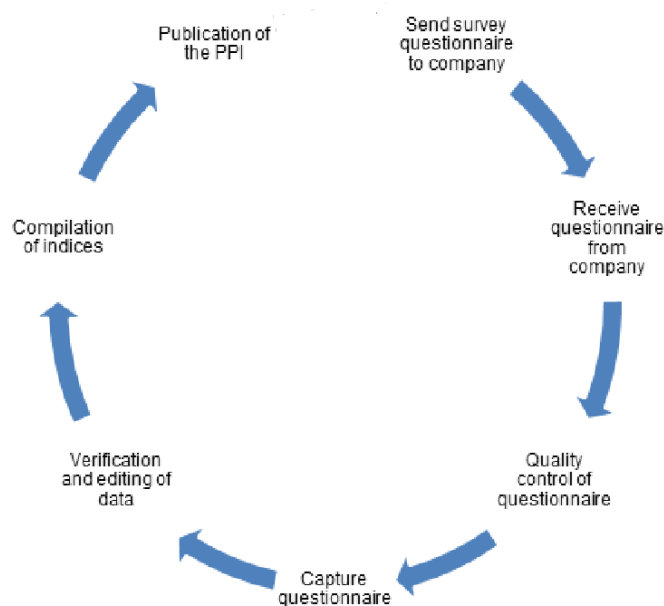 Publication of
the PPI
Send survey
questionnaire
to company
Receive
questionnaire
from
company
Quality
control of
questionnaire
Capture
questionnaire
Verification
and editing of
data
Compilation
of indices